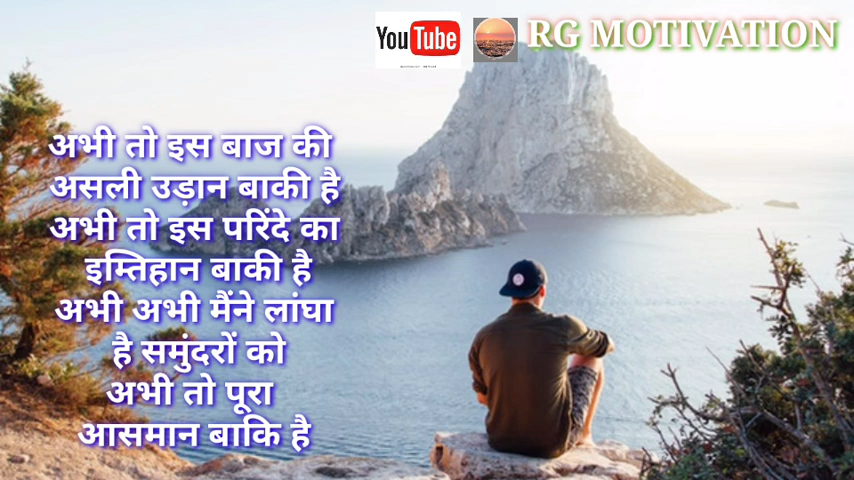 YouTube RG MOTIVATION
अभी तो इस बाज की
असली उड़ान बाकी है
अभी तो इस परिंदे का
इम्तिहान बाकी है
अभी अभी मैंने लांघा
है समुंदरों को
अभी तो पूरा
आसमान बाकि है